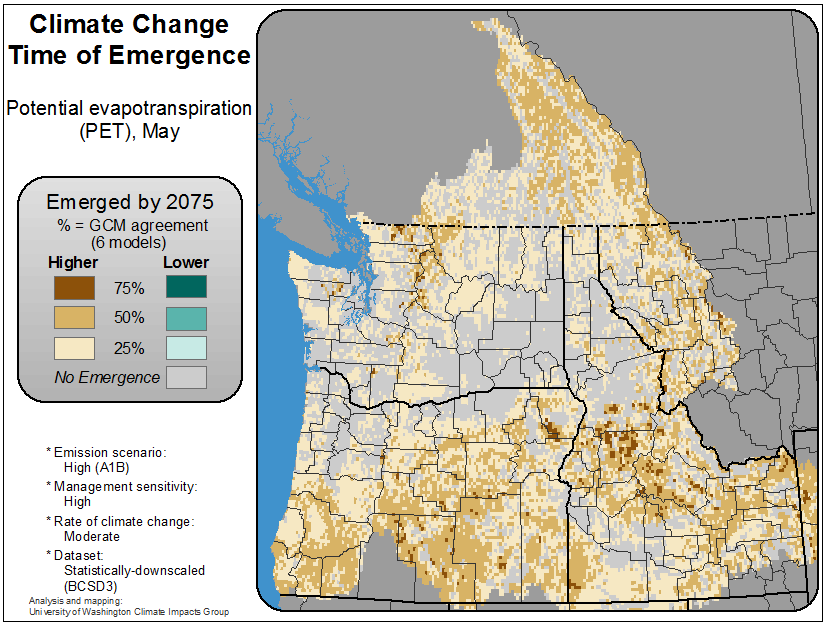 Climate Change
Time of Emergence
Potential evapotranspiration
(PET), May
Emerged by 2075
% = GCM agreement
(6 models)
Higher Lower
75%
50%
25%
No Emergence
* Emission scenario:
High (A1B)
* Management sensitivity:
High
* Rate of climate change:
Moderate
* Dataset:
Statistically-downscaled
(BCSD3)
Analysis and mapping:
University of Washington Climate Impacts Group